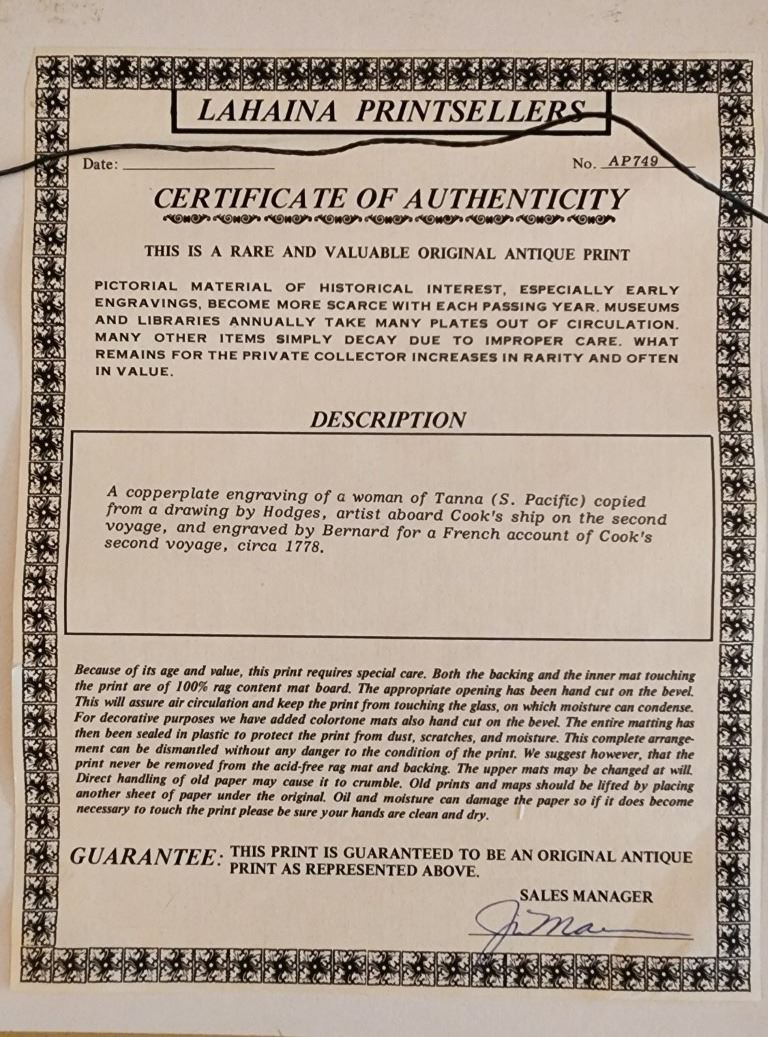 LAHAINA PRINTSELLERS
Date: No. AP749
CERTIFICATE OF AUTHENTICITY
THIS IS A RARE AND VALUABLE ORIGINAL ANTIQUE PRINT
PICTORIAL MATERIAL OF HISTORICAL INTEREST, ESPECIALLY EARLY
ENGRAVINGS, BECOME MORE SCARCE WITH EACH PASSING YEAR. MUSEUMS
AND LIBRARIES ANNUALLY TAKE MANY PLATES OUT OF CIRCULATION.
MANY OTHER ITEMS SIMPLY DECAY DUE TO IMPROPER CARE. WHAT
REMAINS FOR THE PRIVATE COLLECTOR INCREASES IN RARITY AND OFTEN
IN VALUE.
DESCRIPTION
A copperplate engraving of a woman of Tanna (S. Pacific) copied
from a drawing by Hodges, artist aboard Cook's ship on the second
voyage, and engraved by Bernard for a French account of Cook's
second voyage, circa 1778.
Because of its age and value, this print requires special care. Both the backing and the inner mat touching
the print are of 100% rag content mat board. The appropriate opening has been hand cut on the bevel.
This will assure air circulation and keep the print from touching the glass, on which moisture can condense.
For decorative purposes we have added colortone mats also hand cut on the bevel. The entire matting has
then been sealed in plastic to protect the print from dust, scratches, and moisture. This complete arrange-
ment can be dismantled without any danger to the condition of the print. We suggest however, that the
print never be removed from the acid-free rag mat and backing. The upper mats may be changed at will.
Direct handling of old paper may cause it to crumble. Old prints and maps should be lifted by placing
another sheet of paper under the original. Oil and moisture can damage the paper so if it does become
necessary to touch the print please be sure your hands are clean and dry.
GUARANTEE: THIS PRINT IS GUARANTEED TO BE AN ORIGINAL ANTIQUE
PRINT AS REPRESENTED ABOVE.
SALES MANAGER